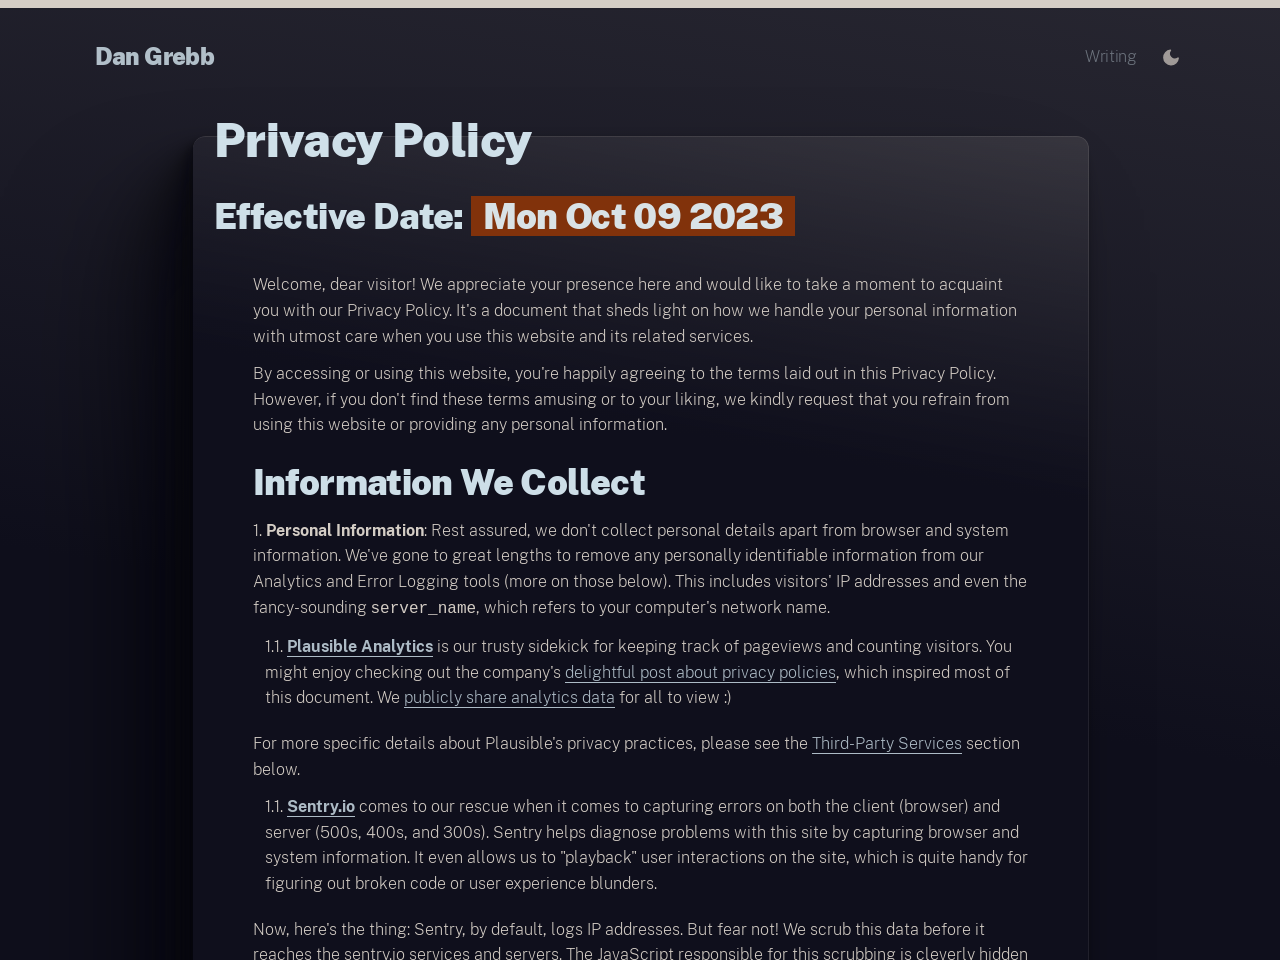 Dan Grebb
Writing
Privacy Policy
Effective Date: Mon Oct 09 2023
Welcome, dear visitor! We appreciate your presence here and would like to take a moment to acquaint
you with our Privacy Policy. It's a document that sheds light on how we handle your personal information
with utmost care when you use this website and its related services.
By accessing or using this website, you're happily agreeing to the terms laid out in this Privacy Policy.
However, if you don't find these terms amusing or to your liking, we kindly request that you refrain from
using this website or providing any personal information.
Information We Collect
1. Personal Information: Rest assured, we don't collect personal details apart from browser and system
information. We've gone to great lengths to remove any personally identifiable information from our
Analytics and Error Logging tools (more on those below). This includes visitors' IP addresses and even the
fancy-sounding server_name, which refers to your computer's network name.
1.1. Plausible Analytics is our trusty sidekick for keeping track of pageviews and counting visitors. You
might enjoy checking out the company's delightful post about privacy policies, which inspired most of
this document. We publicly share analytics data for all to view :)
For more specific details about Plausible's privacy practices, please see the Third-Party Services section
below.
1.1. Sentry.io comes to our rescue when it comes to capturing errors on both the client (browser) and
server (500s, 400s, and 300s). Sentry helps diagnose problems with this site by capturing browser and
system information. It even allows us to "playback" user interactions on the site, which is quite handy for
figuring out broken code or user experience blunders.
Now, here's the thing: Sentry, by default, logs IP addresses. But fear not! We scrub this data before it
reaches the sentry.io services and servers. The JavaScript responsible for this scrubbing is cleverly hidden